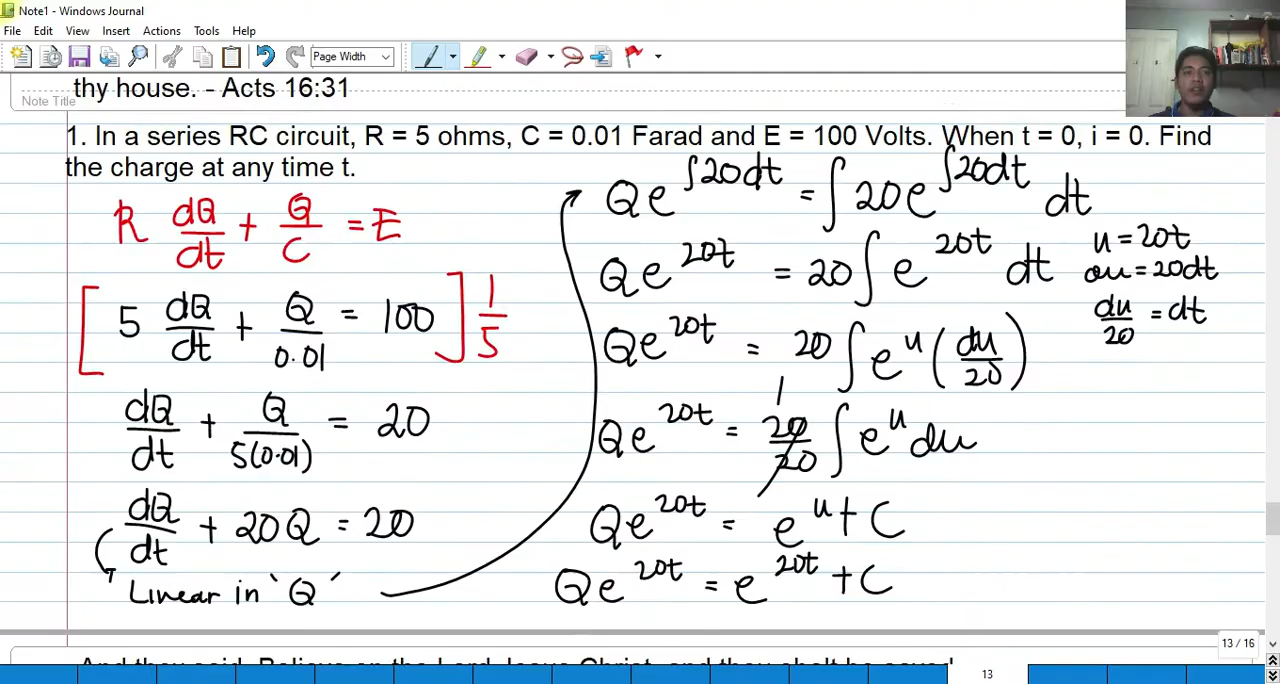 Note1 - Windows Journal
File Edit View Insert Actions Tools Help
Page Width
thy house. - Acts 16:31
Note Title
1. In a series RC circuit, R = 5 ohms, C = 0.01 Farad and E = 100 Volts. When t = 0, i = 0. Find
the charge at any time t.
R dQ/dt + Q/C = E
[5 dQ/dt + Q/0.01 = 100] 1/5
dQ/dt + Q/5(0.01) = 20
dQ/dt + 20Q = 20
Linear in `Q´
Qe^∫20dt = ∫20e^∫20dt dt
Qe^20t = 20∫e^20t dt
u = 20t
du = 20dt
du/20 = dt
Qe^20t = 20∫e^u (du/20)
1
Qe^20t = 20/20 ∫e^u du
Qe^20t = e^u + C
Qe^20t = e^20t + C
13 / 16
13